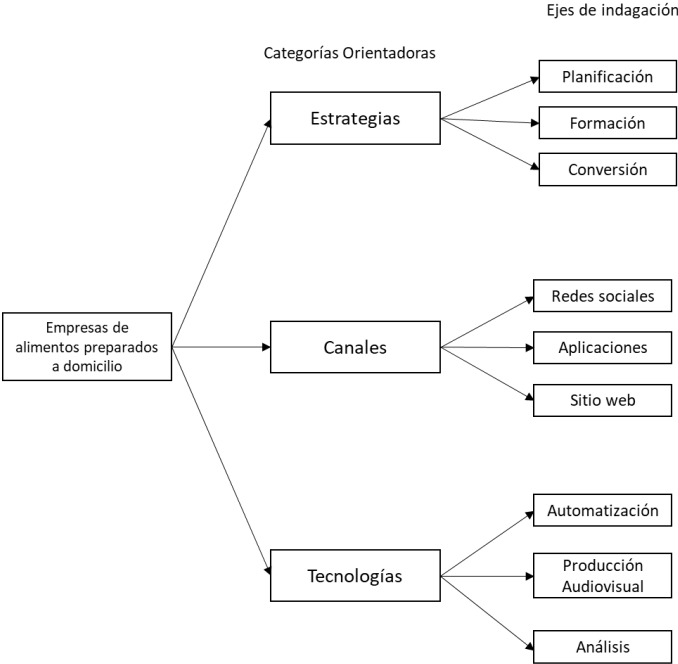 Ejes de indagación
Categorías Orientadoras
Planificación
Estrategias
Formación
Conversión
Redes sociales
Empresas de
alimentos preparados
a domicilio
Canales
Aplicaciones
Sitio web
Automatización
Tecnologías
Producción
Audiovisual
Análisis